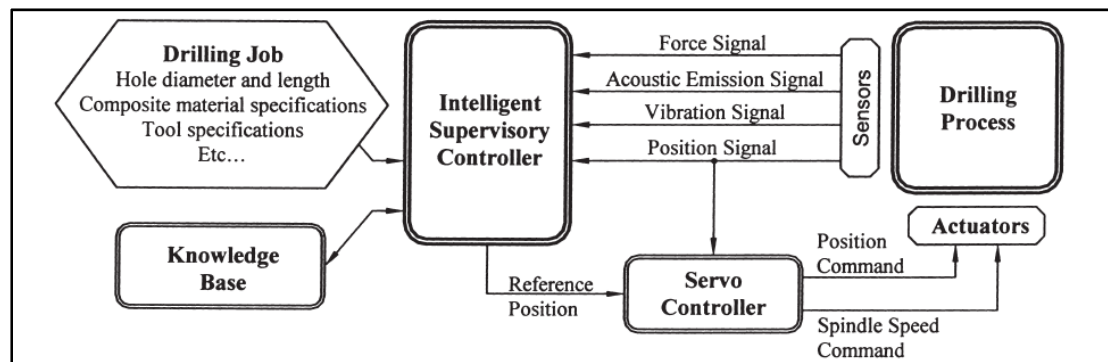 Drilling Job
Hole diameter and length
Composite material specifications
Tool specifications
Etc...
Knowledge
Base
Intelligent
Supervisory
Controller
Force Signal
Acoustic Emission Signal
Vibration Signal
Position Signal
Sensors
Drilling
Process
Actuators
Reference
Position
Servo
Controller
Position
Command
Spindle Speed
Command